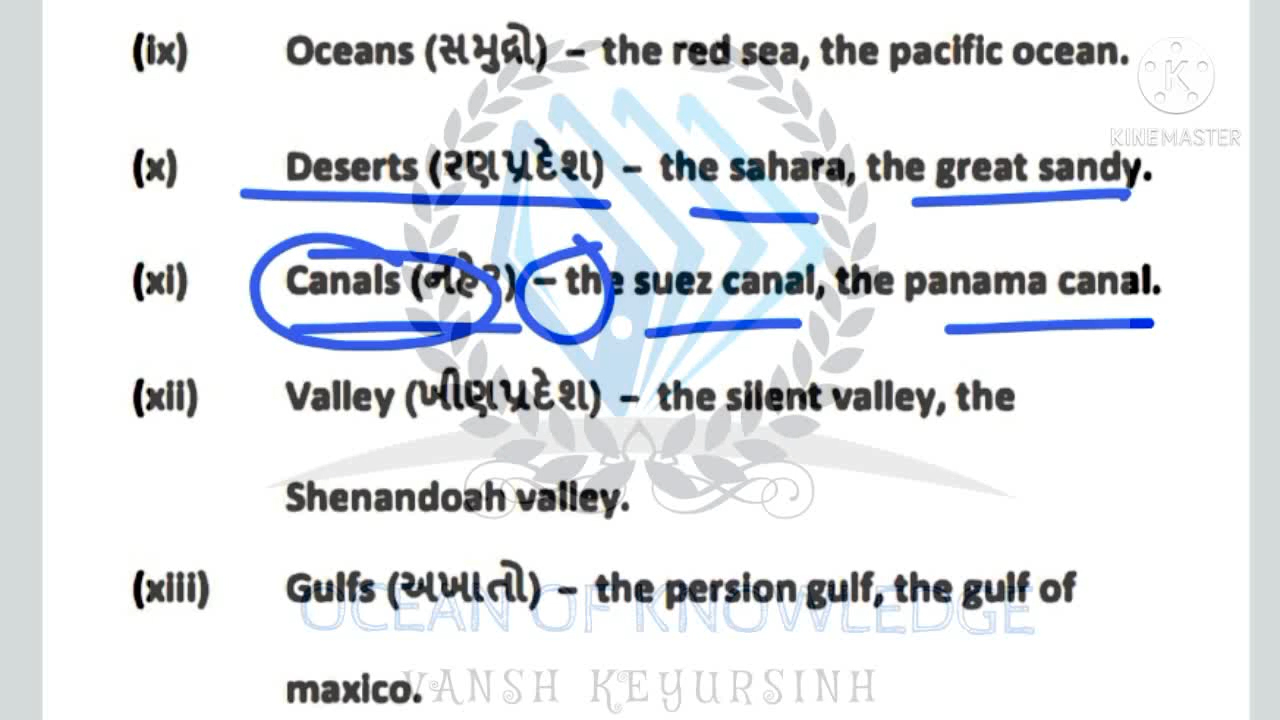 (ix) Oceans (સમુદ્રો) – the red sea, the pacific ocean.
K
KINEMASTER
(x) Deserts (રણપ્રદેશ) – the sahara, the great sandy.
(xi) Canals (નહેર) – the suez canal, the panama canal.
(xii) Valley (ખીણપ્રદેશ) – the silent valley, the
Shenandoah valley.
(xiii) Gulfs (અખાતો) – the persion gulf, the gulf of
OCEAN OF KNOWLEDGE
maxico.
VANSH KEYURSINH